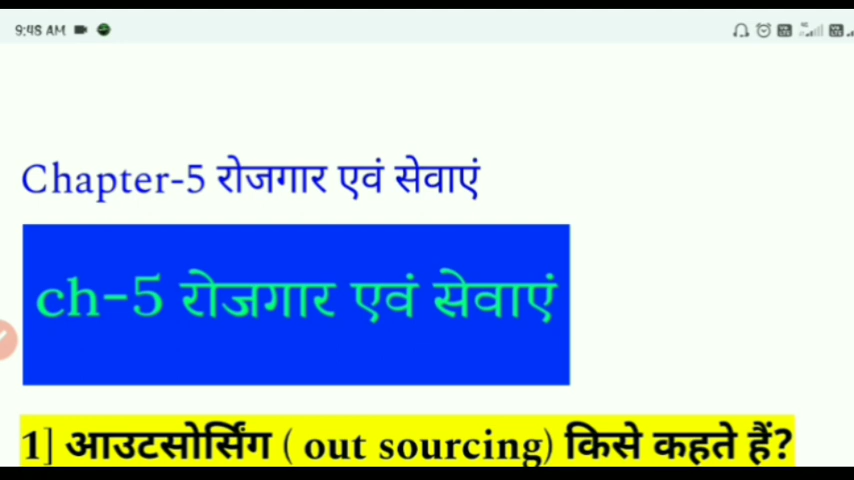 9:48 AM
Chapter-5 रोजगार एवं सेवाएं
ch-5 रोजगार एवं सेवाएं
1] आउटसोर्सिंग ( out sourcing) किसे कहते हैं?